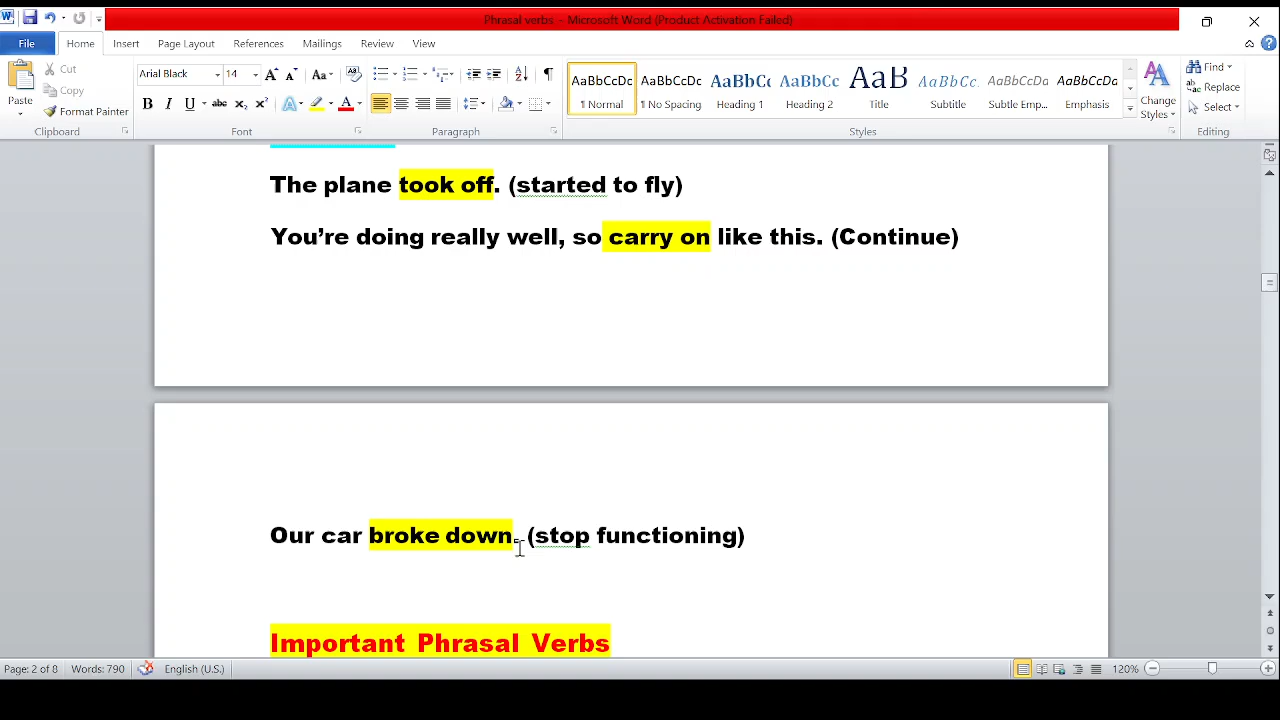 Phrasal verbs - Microsoft Word (Product Activation Failed)
File Home Insert Page Layout References Mailings Review View
Paste
Cut
Copy
Format Painter
Clipboard
Arial Black 14
Font
Paragraph
AaBbCcDc AaBbCcDc AaBbCc AaBbCc AaB AaBbCc. AaBbCcDc AaBbCcDc
¶ Normal ¶ No Spacing Heading 1 Heading 2 Title Subtitle Subtle Em... Emphasis
Change Styles
Styles
Find
Replace
Select
Editing
The plane took off. (started to fly)
You’re doing really well, so carry on like this. (Continue)
Our car broke down. (stop functioning)
Important Phrasal Verbs
Page: 2 of 8 Words: 790 English (U.S.) 120%